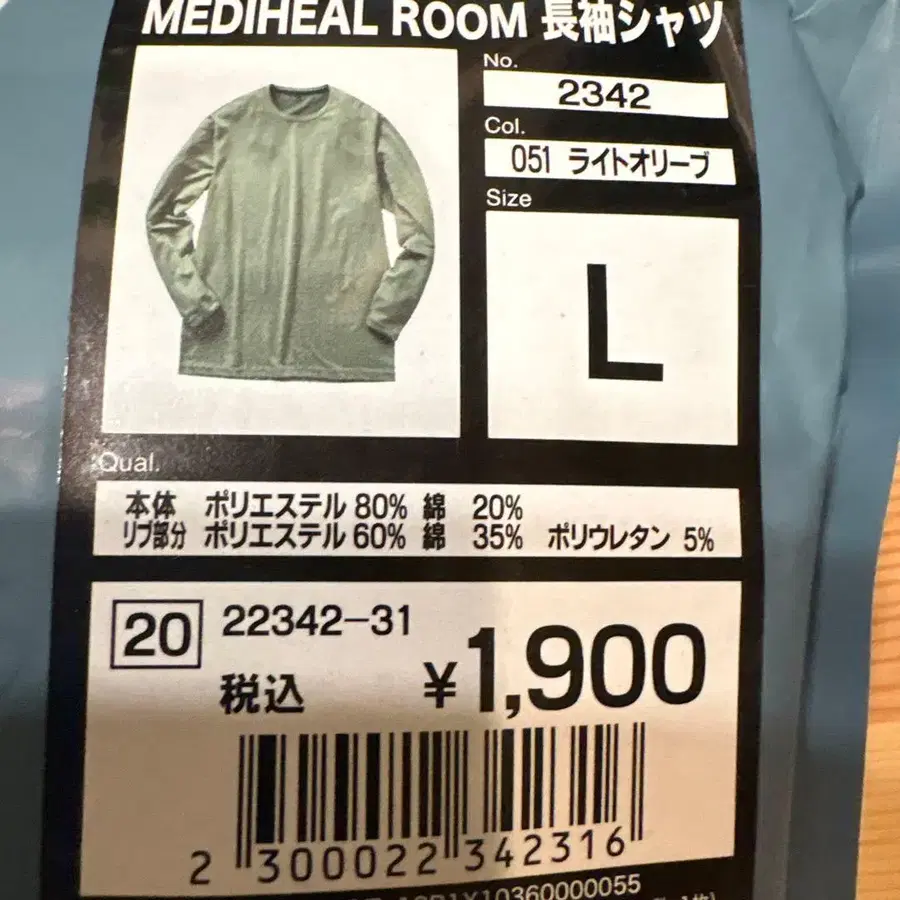 MEDIHEAL ROOM 長袖シャツ
No.
2342
Col.
051 ライトオリーブ
Size
L
Qual.
本体 ポリエステル 80% 綿 20%
リブ部分 ポリエステル 60% 綿 35% ポリウレタン 5%
20 22342-31
税込 ¥1,900
2 300022 342316